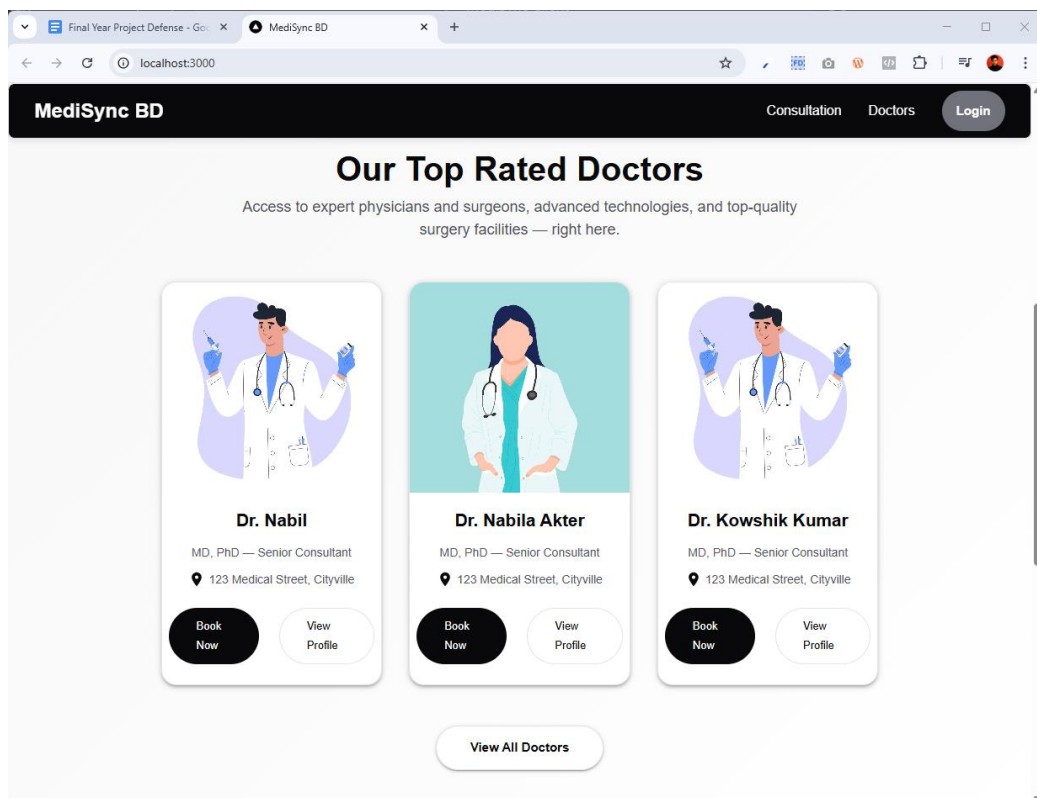 Final Year Project Defense - Goo
MediSync BD
localhost:3000
MediSync BD
Consultation
Doctors
Login
Our Top Rated Doctors
Access to expert physicians and surgeons, advanced technologies, and top-quality
surgery facilities — right here.
Dr. Nabil
MD, PhD — Senior Consultant
123 Medical Street, Cityville
Book
Now
View
Profile
Dr. Nabila Akter
MD, PhD — Senior Consultant
123 Medical Street, Cityville
Book
Now
View
Profile
Dr. Kowshik Kumar
MD, PhD — Senior Consultant
123 Medical Street, Cityville
Book
Now
View
Profile
View All Doctors